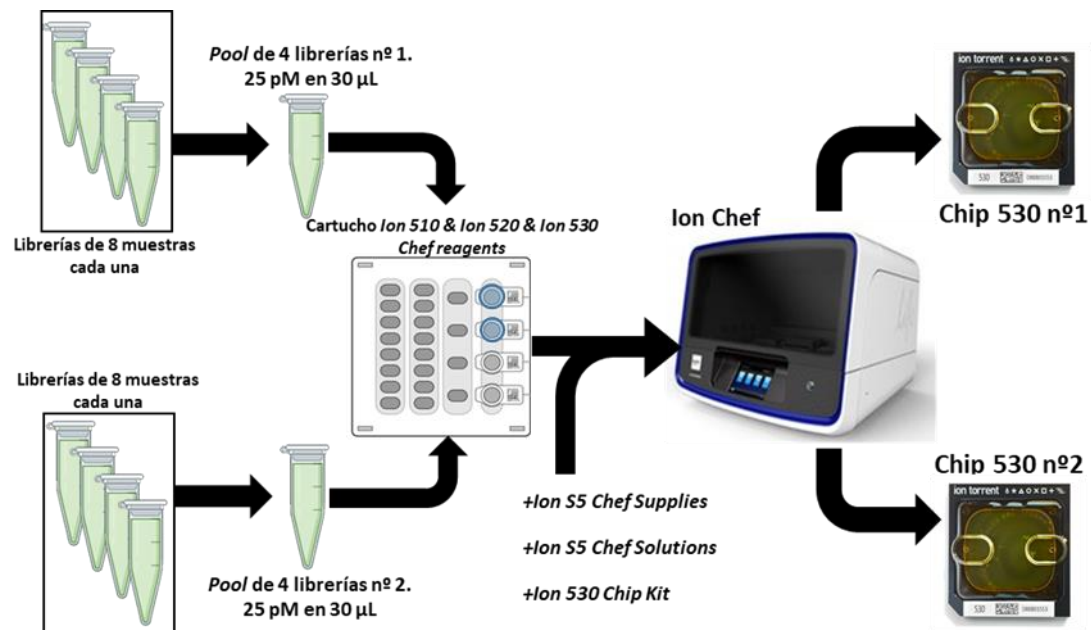 Pool de 4 librerías nº 1.
25 pM en 30 µL
Librerías de 8 muestras
cada una
Cartucho Ion 510 & Ion 520 & Ion 530
Chef reagents
Ion Chef
ion torrent
530
Chip 530 nº1
Librerías de 8 muestras
cada una
Pool de 4 librerías nº 2.
25 pM en 30 µL
+Ion S5 Chef Supplies
+Ion S5 Chef Solutions
+Ion 530 Chip Kit
Chip 530 nº2
ion torrent
530